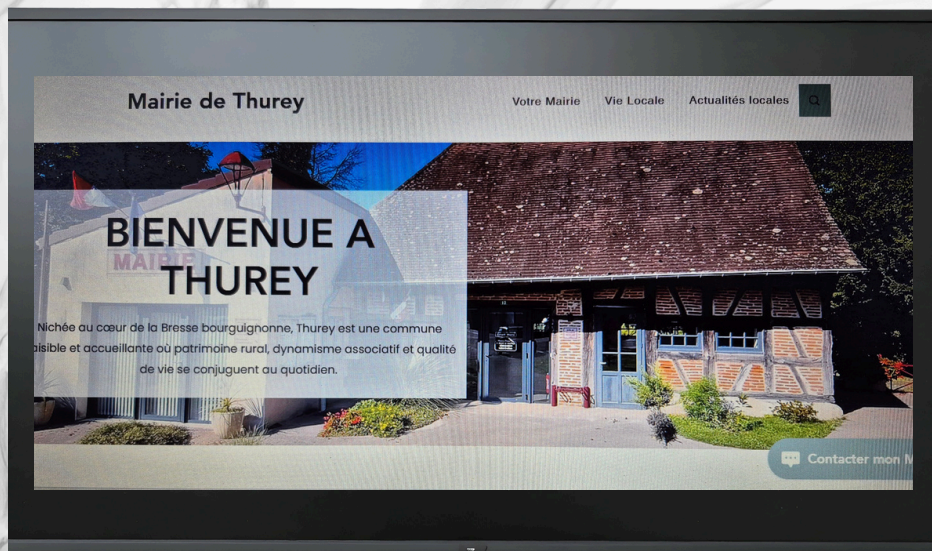 Mairie de Thurey
Votre Mairie Vie Locale Actualités locales
BIENVENUE A
THUREY
MAIRIE
Nichée au cœur de la Bresse bourguignonne, Thurey est une commune
aisible et accueillante où patrimoine rural, dynamisme associatif et qualité
de vie se conjuguent au quotidien.
Contacter mon M